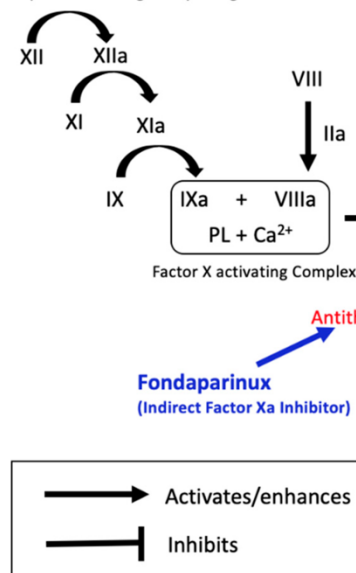 XII XIIa
VIII
XI XIa
IIa
IX IXa + VIIIa
PL + Ca²⁺
Factor X activating Complex
Antit
Fondaparinux
(Indirect Factor Xa Inhibitor)
Activates/enhances
Inhibits